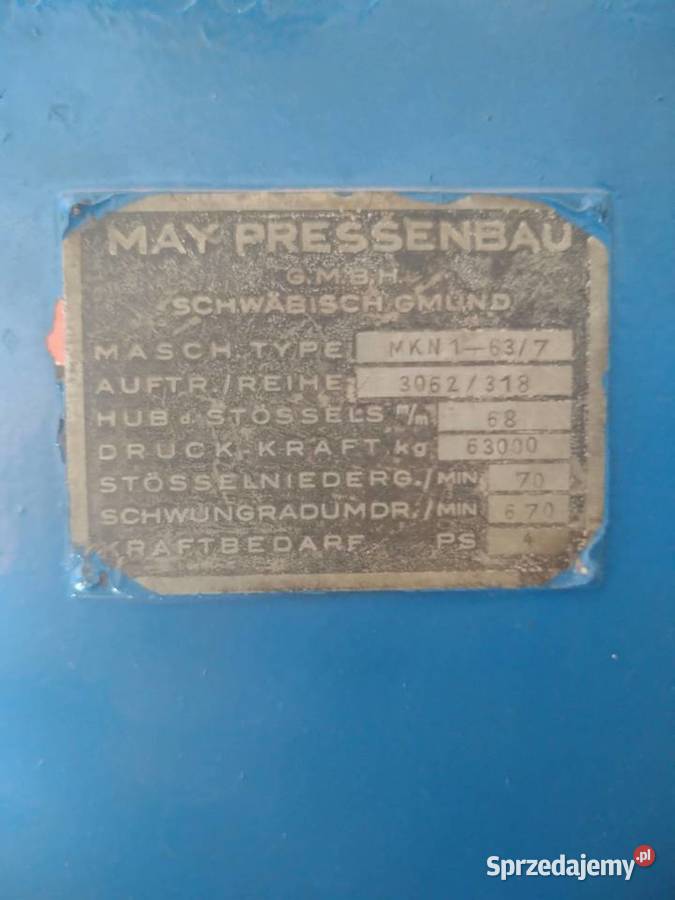 MAY PRESSENBAU
G.M.B.H.
SCHWÄBISCH GMÜND
MASCH. TYPE MKN1-63/7
AUFTR./REIHE 3062/318
HUB d. STÖSSELS m/m 68
DRUCK-KRAFT kg 63000
STÖSSELNIEDERG./MIN 70
SCHWUNGRADUMDR./MIN 670
KRAFTBEDARF PS 4
Sprzedajemy.pl